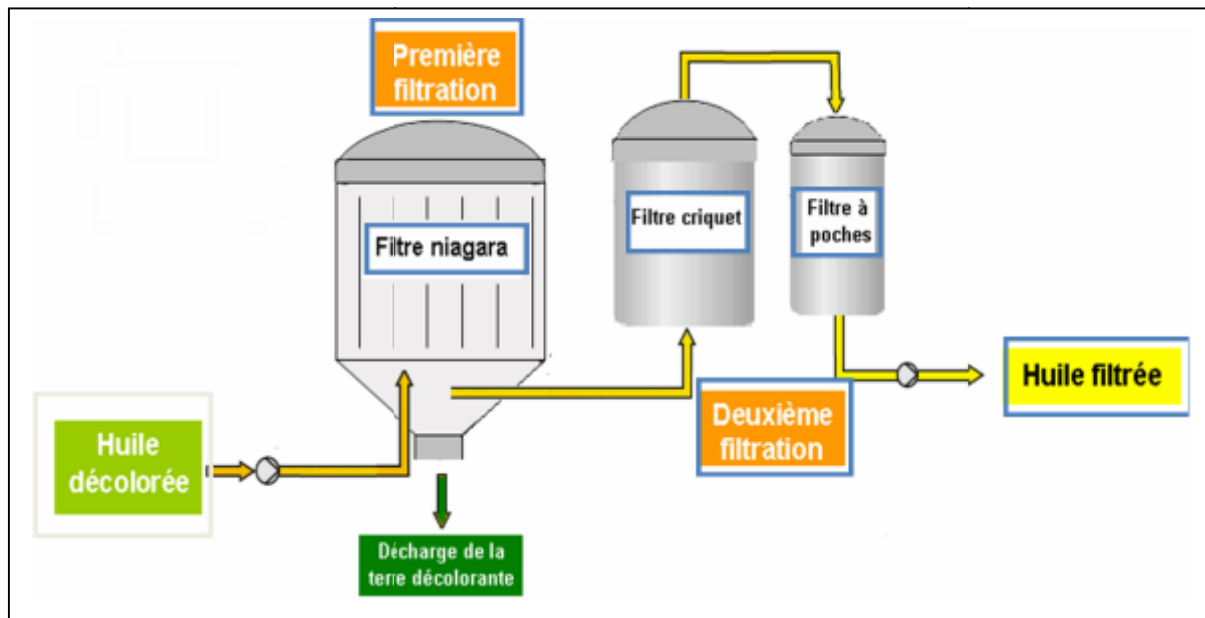 Première
filtration
Filtre niagara
Filtre criquet
Filtre à
poches
Huile
décolorée
Deuxième
filtration
Huile filtrée
Décharge de la
terre décolorante